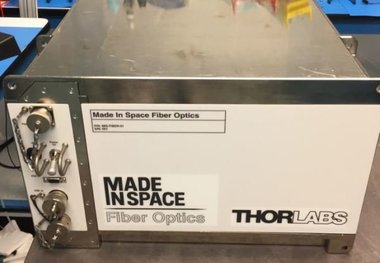 Made In Space Fiber Optics
MADE
IN SPACE
Fiber Optics
THORLABS